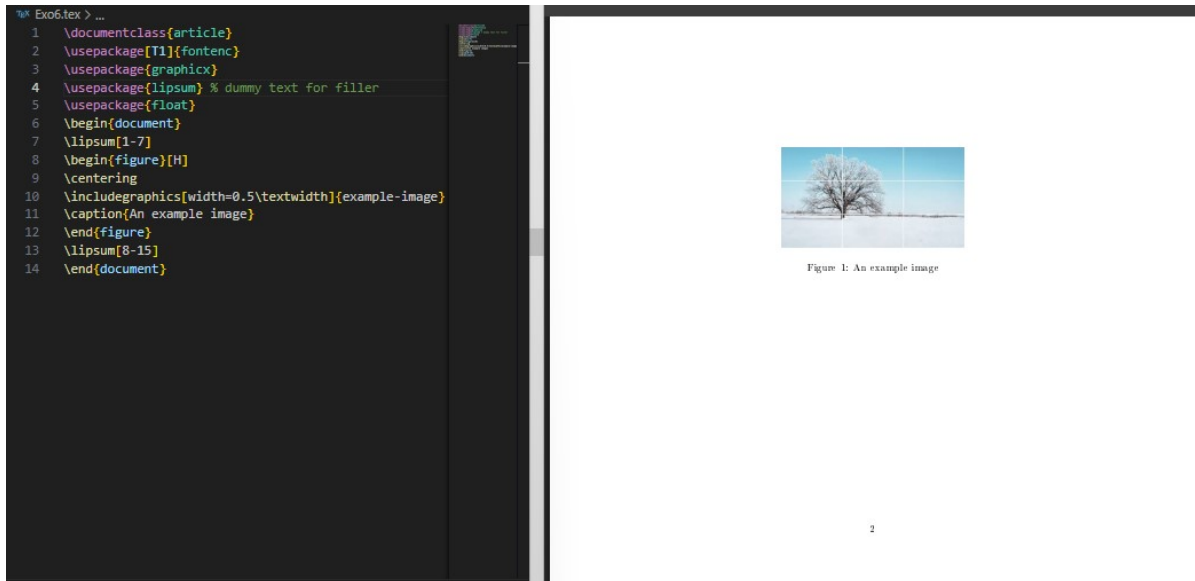 TEX Exo6.tex > ...
1 \documentclass{article}
2 \usepackage[T1]{fontenc}
3 \usepackage{graphicx}
4 \usepackage{lipsum} % dummy text for filler
5 \usepackage{float}
6 \begin{document}
7 \lipsum[1-7]
8 \begin{figure}[H]
9 \centering
10 \includegraphics[width=0.5\textwidth]{example-image}
11 \caption{An example image}
12 \end{figure}
13 \lipsum[8-15]
14 \end{document}
Figure 1: An example image
2